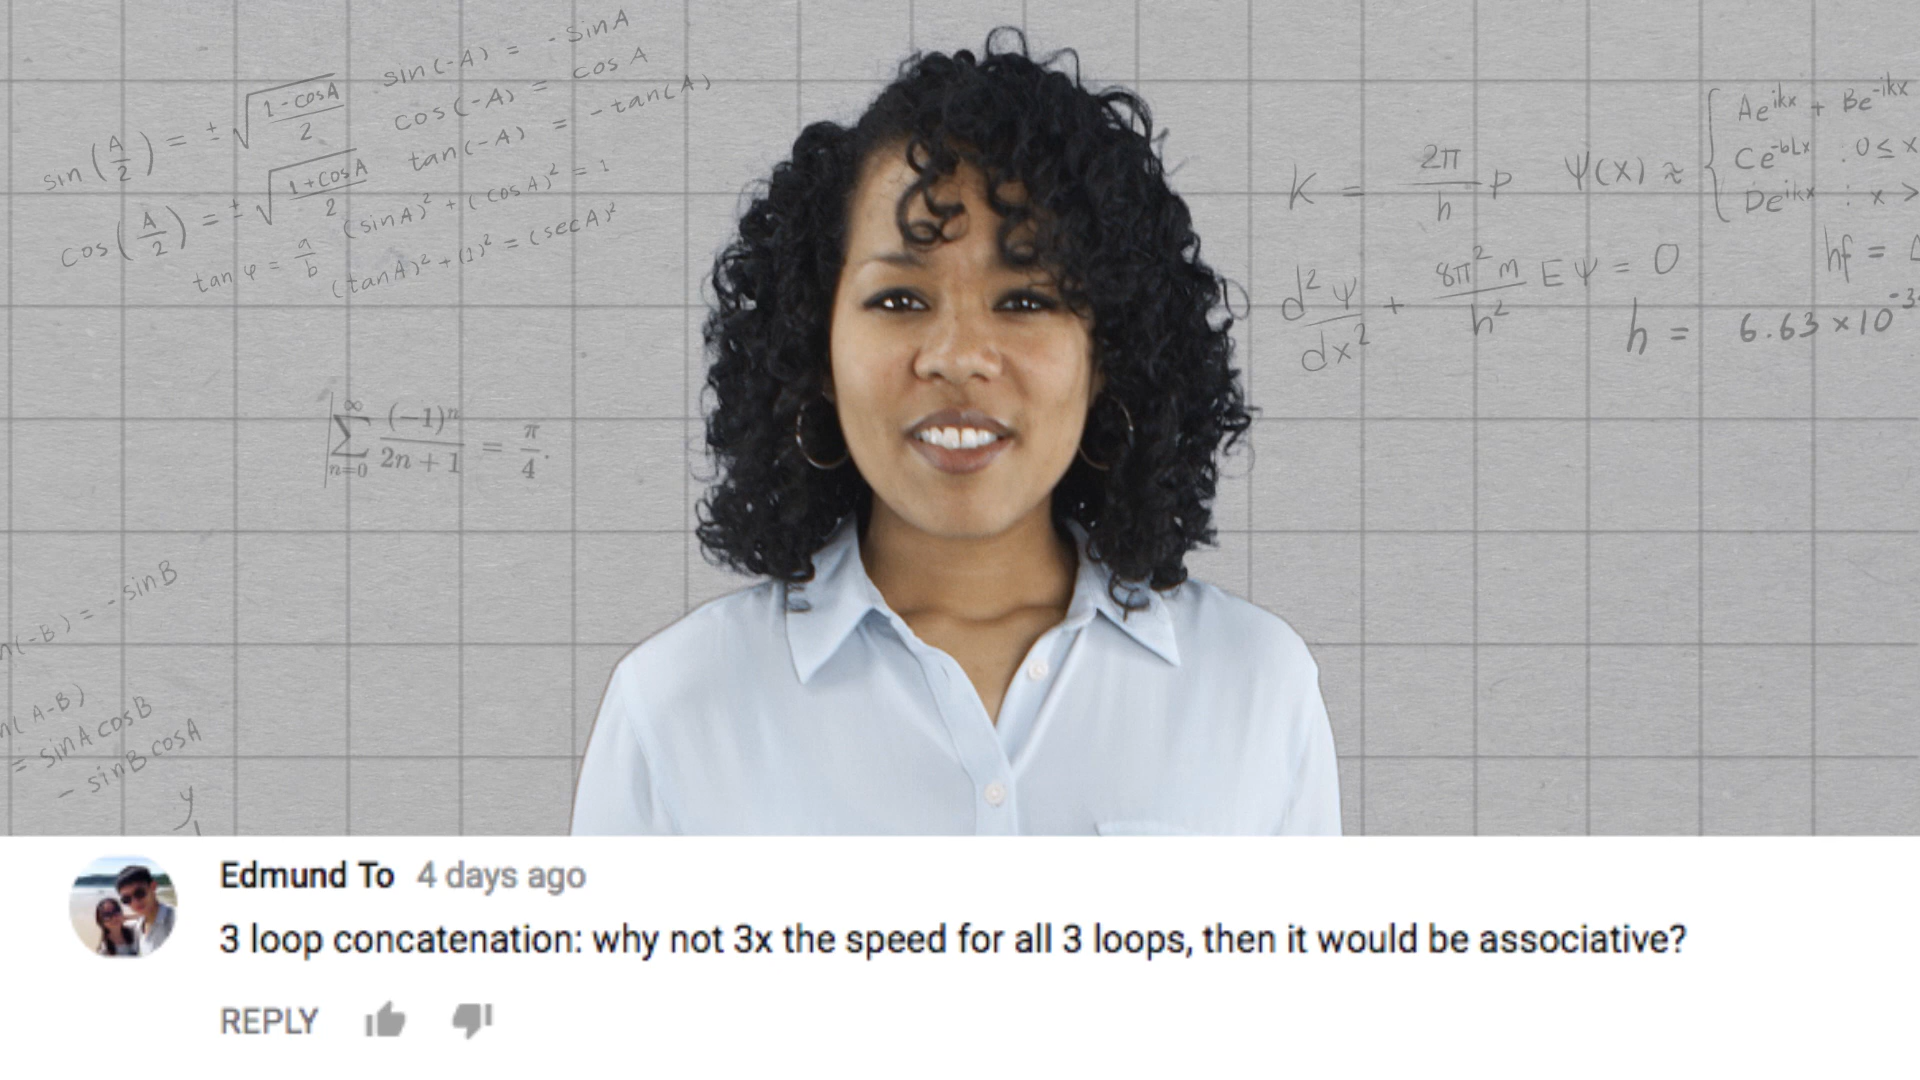 sin(-A) = -sinA
cos(-A) = cos A
tan(-A) = -tan(A)
sin(A/2) = ±√((1-cosA)/2)
cos(A/2) = ±√((1+cosA)/2)
(sinA)² + (cosA)² = 1
tan φ = a/b
(tanA)² + (1)² = (secA)²
K = 2π/h p
ψ(x) ≈ { Ae^ikx + Be^-ikx
Ce : 0 ≤ x
De^ikx : x >
d²ψ/dx² + 8π²m/h² Eψ = 0
hf =
h = 6.63 × 10
∑ n=0 ∞ (−1)ⁿ/(2n + 1) = π/4.
(-B) = -sinB
(A-B)
= sinA cosB
- sinB cosA
y
Edmund To 4 days ago
3 loop concatenation: why not 3x the speed for all 3 loops, then it would be associative?
REPLY